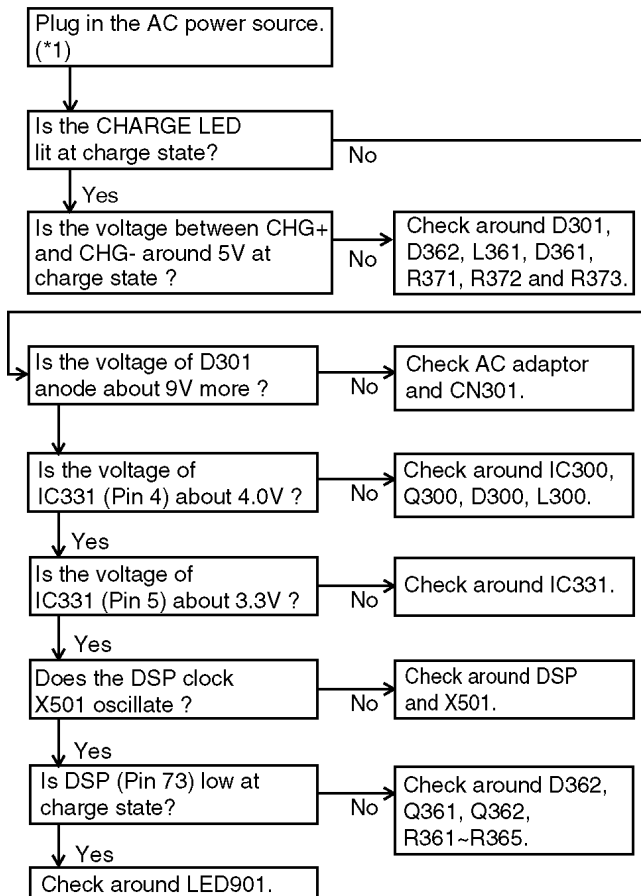 Plug in the AC power source.
(*1)
Is the CHARGE LED
lit at charge state?
No
Yes
Is the voltage between CHG+
and CHG- around 5V at
charge state ?
No
Check around D301,
D362, L361, D361,
R371, R372 and R373.
Is the voltage of D301
anode about 9V more ?
No
Check AC adaptor
and CN301.
Is the voltage of
IC331 (Pin 4) about 4.0V ?
No
Check around IC300,
Q300, D300, L300.
Yes
Is the voltage of
IC331 (Pin 5) about 3.3V ?
No
Check around IC331.
Yes
Does the DSP clock
X501 oscillate ?
No
Check around DSP
and X501.
Yes
Is DSP (Pin 73) low at
charge state?
No
Check around D362,
Q361, Q362,
R361~R365.
Yes
Check around LED901.